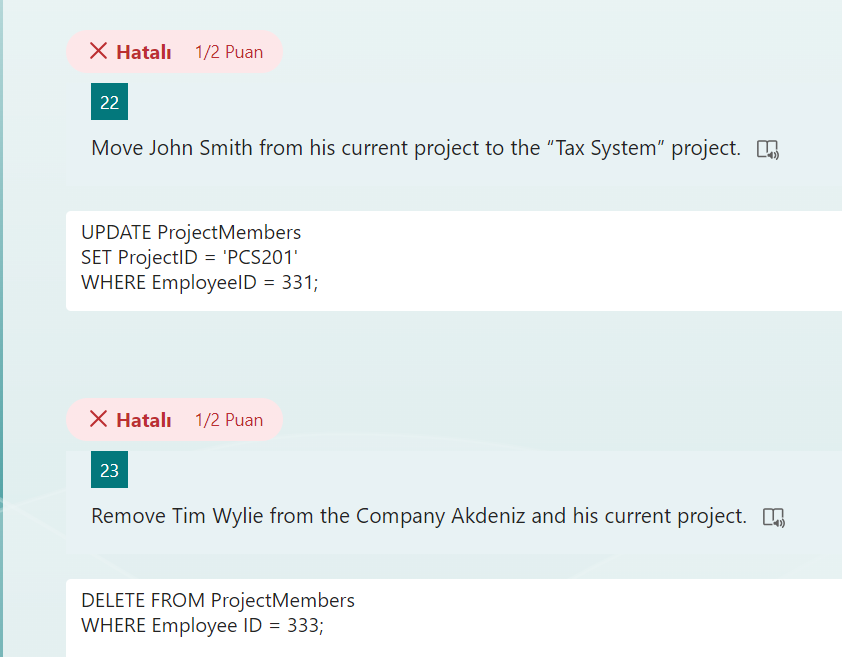 Hatalı 1/2 Puan
22
Move John Smith from his current project to the “Tax System” project.
UPDATE ProjectMembers
SET ProjectID = 'PCS201'
WHERE EmployeeID = 331;
Hatalı 1/2 Puan
23
Remove Tim Wylie from the Company Akdeniz and his current project.
DELETE FROM ProjectMembers
WHERE Employee ID = 333;